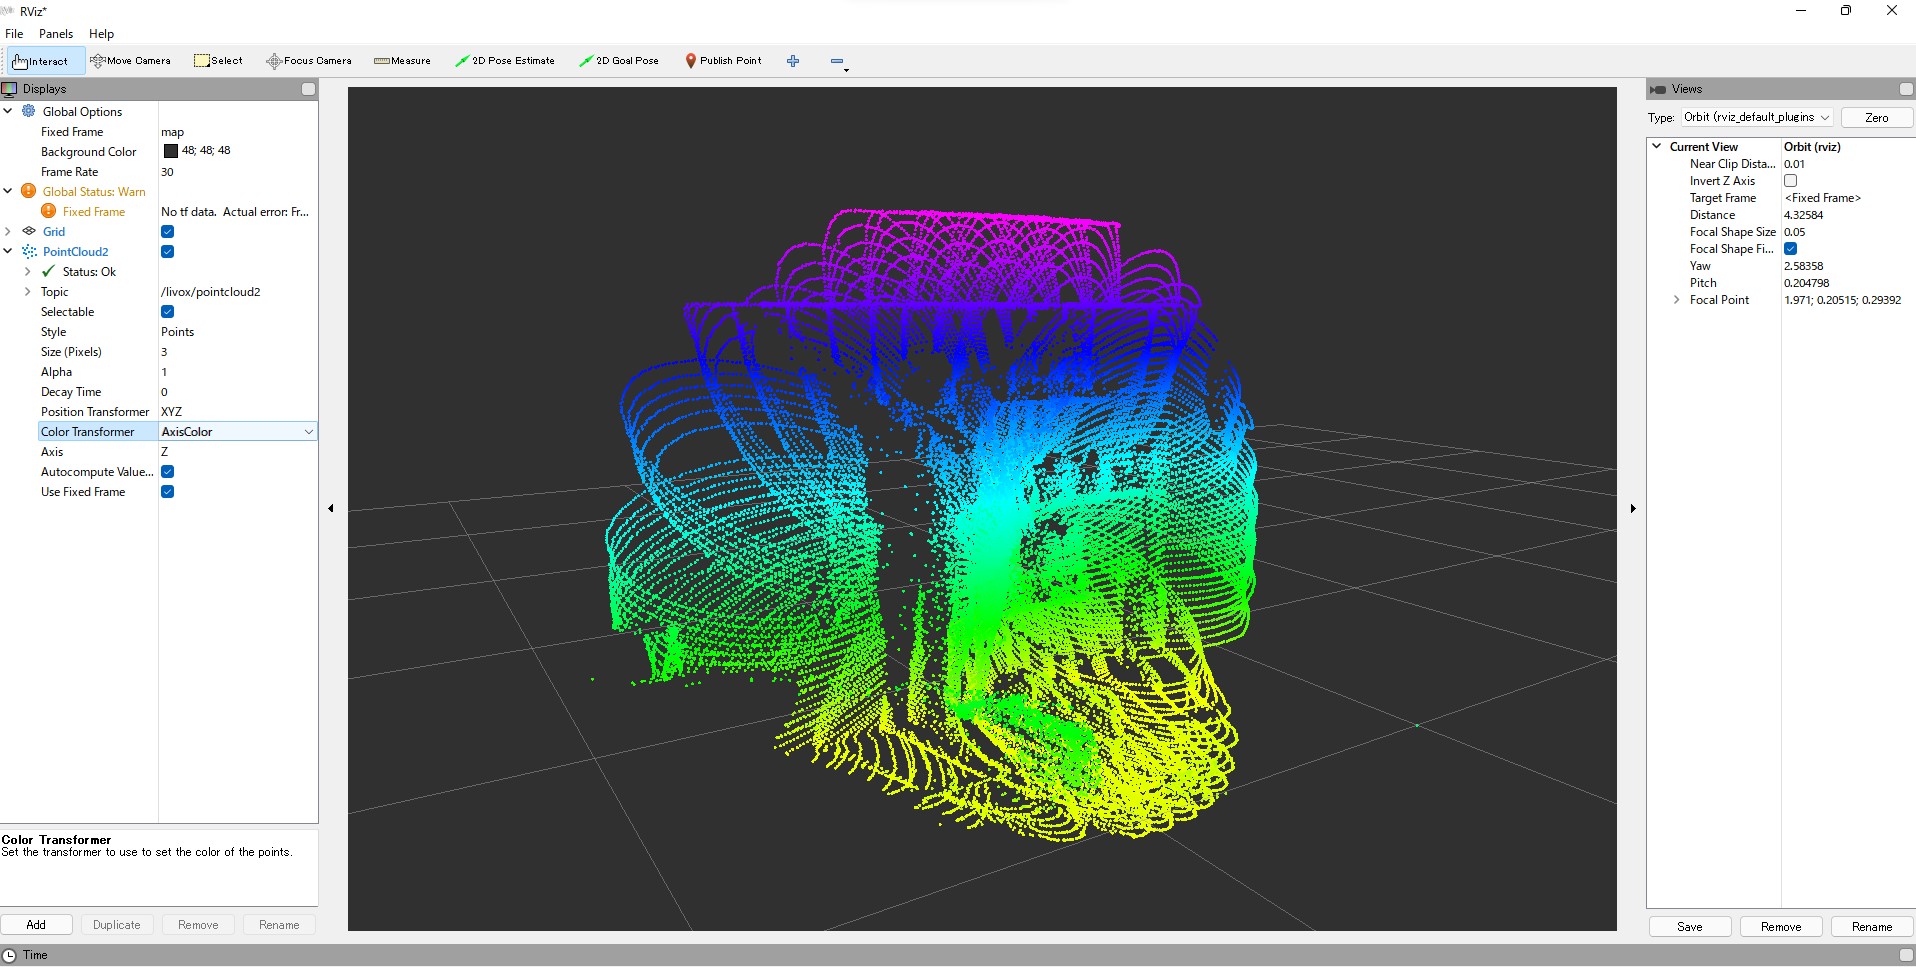 RViz*
File Panels Help
Interact Move Camera Select Focus Camera Measure 2D Pose Estimate 2D Goal Pose Publish Point
Displays
Global Options
Fixed Frame map
Background Color 48; 48; 48
Frame Rate 30
Global Status: Warn
Fixed Frame No tf data. Actual error: Fr...
Grid
PointCloud2
Status: Ok
Topic /livox/pointcloud2
Selectable
Style Points
Size (Pixels) 3
Alpha 1
Decay Time 0
Position Transformer XYZ
Color Transformer AxisColor
Axis Z
Autocompute Value...
Use Fixed Frame
Color Transformer
Set the transformer to use to set the color of the points.
Add Duplicate Remove Rename
Views
Type: Orbit (rviz_default_plugins Zero
Current View Orbit (rviz)
Near Clip Dista... 0.01
Invert Z Axis
Target Frame <Fixed Frame>
Distance 4.32584
Focal Shape Size 0.05
Focal Shape Fi...
Yaw 2.58358
Pitch 0.204798
Focal Point 1.971; 0.20515; 0.29392
Save Remove Rename
Time